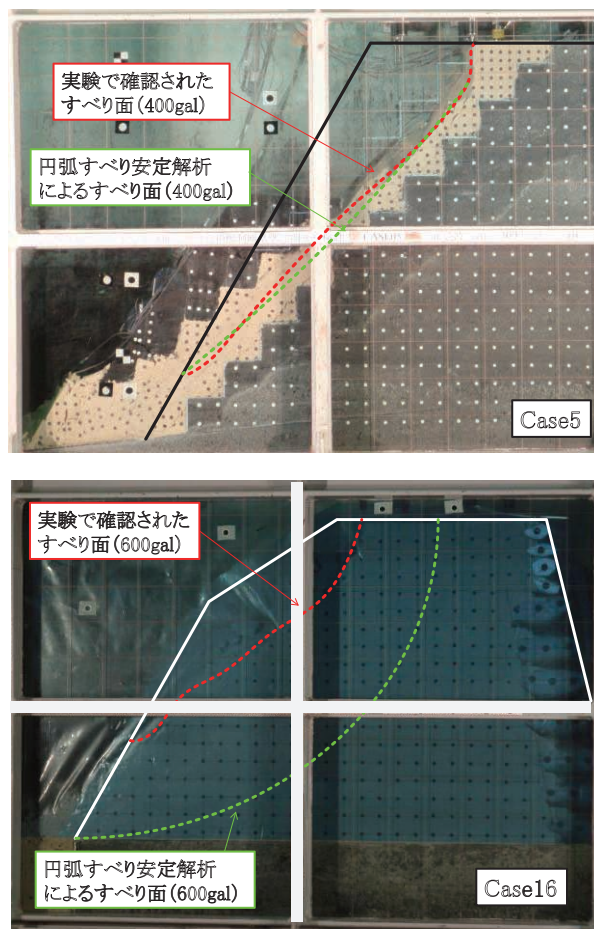 実験で確認された
すべり面(400gal)
円弧すべり安定解析
によるすべり面(400gal)
Case5
実験で確認された
すべり面(600gal)
円弧すべり安定解析
によるすべり面(600gal)
Case16